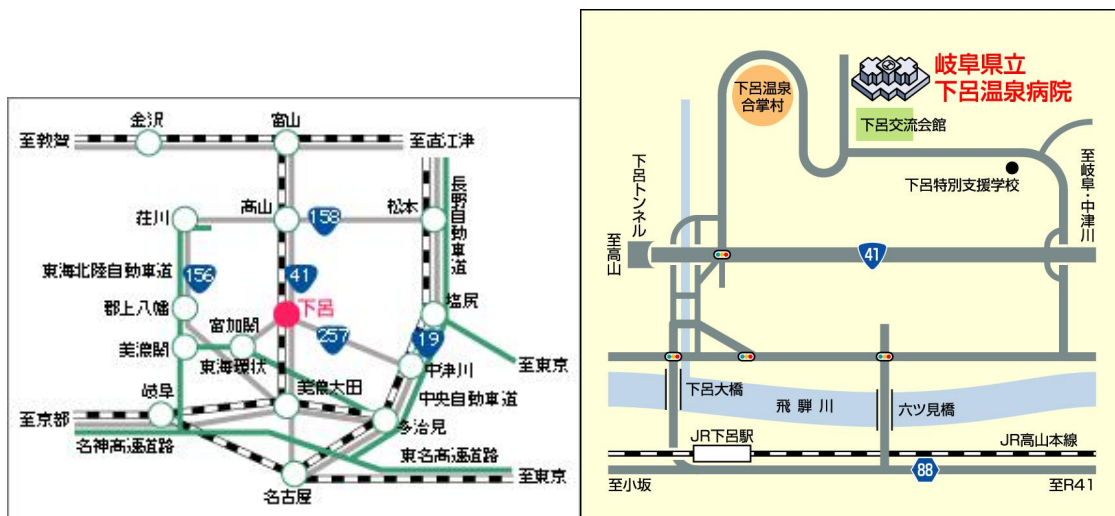 金沢
富山
至敦賀
至直江津
荘川
高山
松本
158
長野自動車道
東海北陸自動車道
156
41
郡上八幡
下呂
塩尻
富加関
257
19
美濃関
東海環状
至東京
中津川
岐阜
美濃太田
中央自動車道
至京都
多治見
名神高速道路
東名高速道路
至東京
名古屋
岐阜県立
下呂温泉病院
下呂温泉
合掌村
下呂交流会館
下呂特別支援学校
至岐阜・中津川
下呂トンネル
至高山
41
下呂大橋
飛騨川
六ツ見橋
JR下呂駅
JR高山本線
88
至小坂
至R41